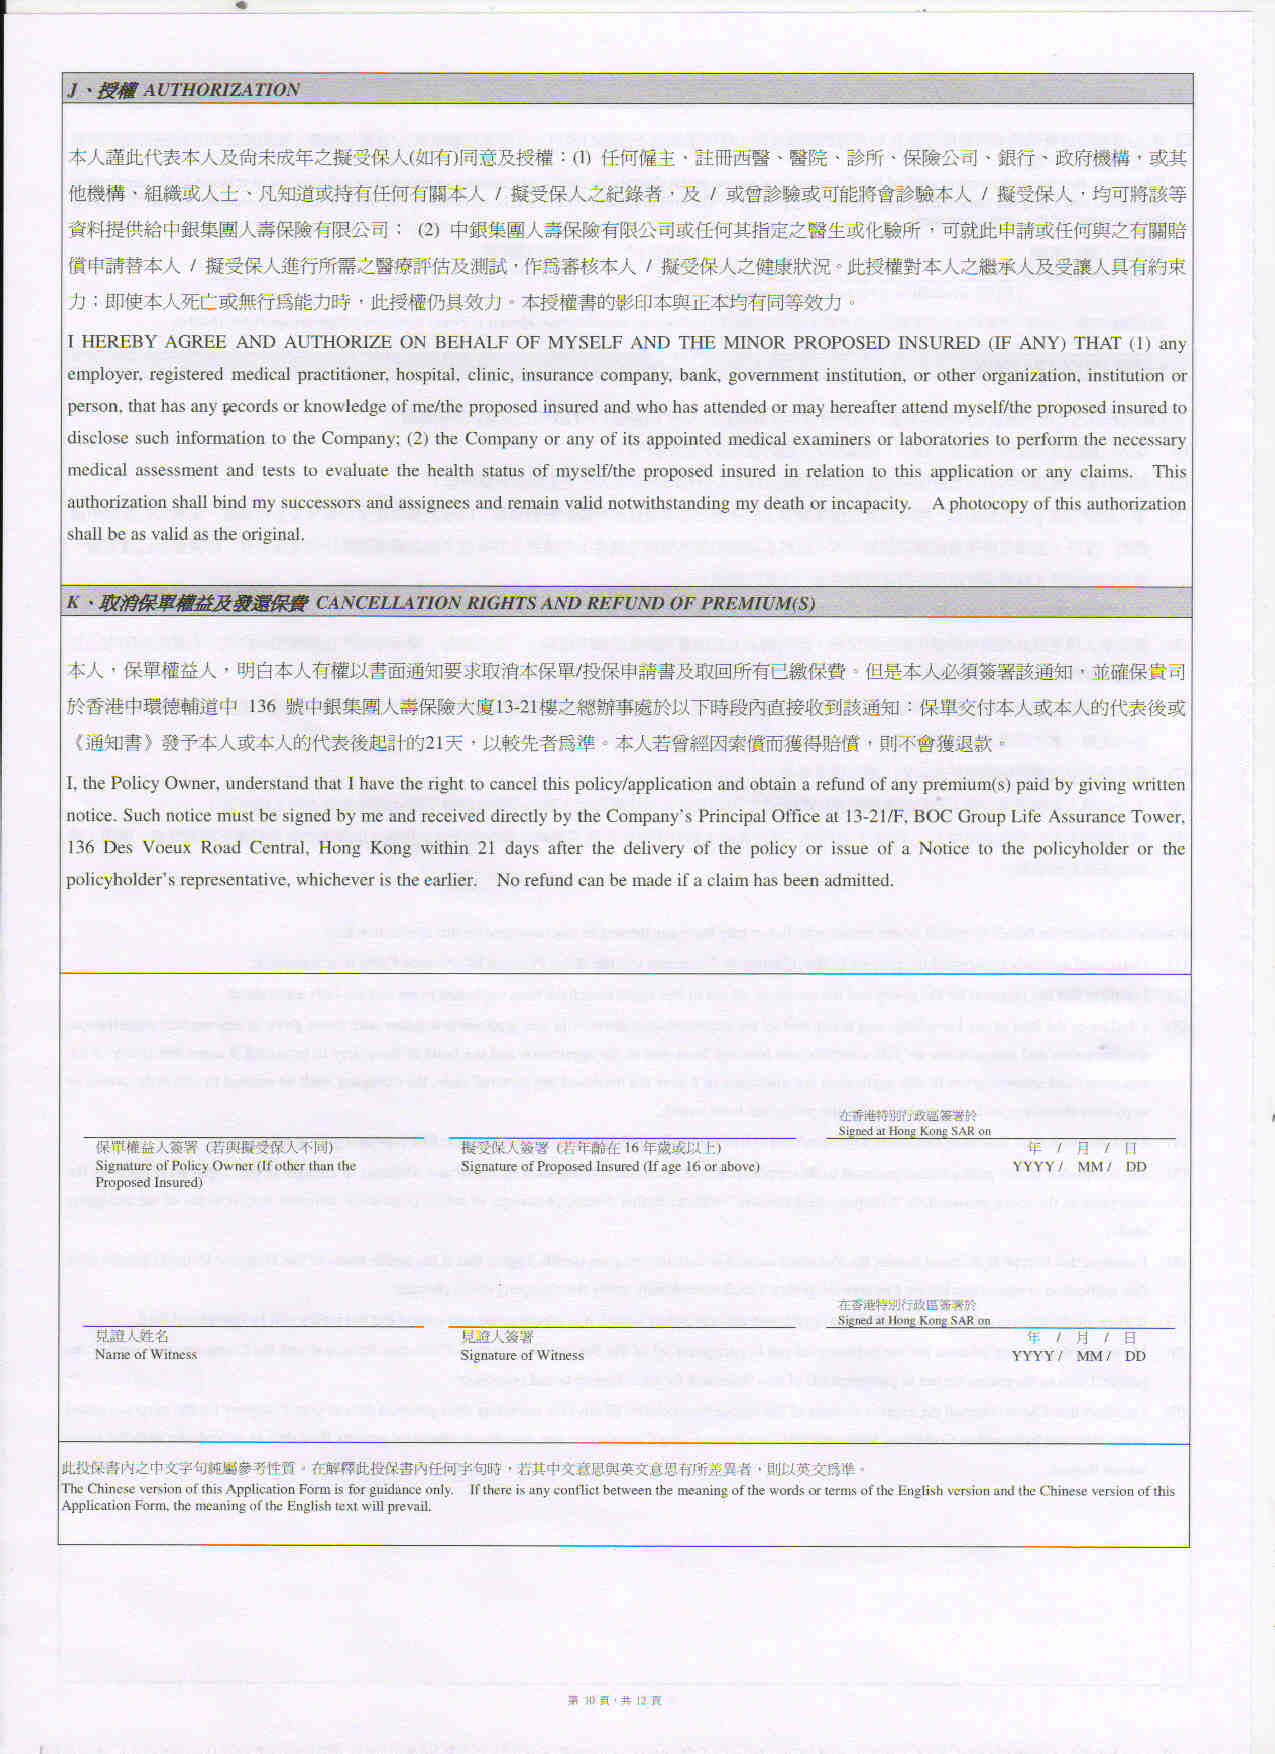 J、授權 AUTHORIZATION
本人謹此代表本人及尚未成年之擬受保人(如有)同意及授權：(1) 任何僱主、註冊西醫、醫院、診所、保險公司、銀行、政府機構，或其
他機構、組織或人士、凡知道或持有任何有關本人 / 擬受保人之紀錄者，及 / 或曾診驗或可能將會診驗本人 / 擬受保人，均可將該等
資料提供給中銀集團人壽保險有限公司； (2) 中銀集團人壽保險有限公司或任何其指定之醫生或化驗所，可就此申請或任何與之有關賠
償申請替本人 / 擬受保人進行所需之醫療評估及測試，作爲審核本人 / 擬受保人之健康狀況。此授權對本人之繼承人及受讓人具有約束
力；即使本人死亡或無行爲能力時，此授權仍具效力。本授權書的影印本與正本均有同等效力。
I HEREBY AGREE AND AUTHORIZE ON BEHALF OF MYSELF AND THE MINOR PROPOSED INSURED (IF ANY) THAT (1) any
employer, registered medical practitioner, hospital, clinic, insurance company, bank, government institution, or other organization, institution or
person, that has any records or knowledge of me/the proposed insured and who has attended or may hereafter attend myself/the proposed insured to
disclose such information to the Company; (2) the Company or any of its appointed medical examiners or laboratories to perform the necessary
medical assessment and tests to evaluate the health status of myself/the proposed insured in relation to this application or any claims. This
authorization shall bind my successors and assignees and remain valid notwithstanding my death or incapacity. A photocopy of this authorization
shall be as valid as the original.
K、取消保單權益及發還保費 CANCELLATION RIGHTS AND REFUND OF PREMIUM(S)
本人，保單權益人，明白本人有權以書面通知要求取消本保單/投保申請書及取回所有已繳保費。但是本人必須簽署該通知，並確保貴司
於香港中環德輔道中 136 號中銀集團人壽保險大廈13-21樓之總辦事處於以下時段內直接收到該通知：保單交付本人或本人的代表後或
《通知書》發予本人或本人的代表後起計的21天，以較先者爲準。本人若曾經因索償而獲得賠償，則不會獲退款。
I, the Policy Owner, understand that I have the right to cancel this policy/application and obtain a refund of any premium(s) paid by giving written
notice. Such notice must be signed by me and received directly by the Company's Principal Office at 13-21/F, BOC Group Life Assurance Tower,
136 Des Voeux Road Central, Hong Kong within 21 days after the delivery of the policy or issue of a Notice to the policyholder or the
policyholder's representative, whichever is the earlier. No refund can be made if a claim has been admitted.
在香港特別行政區簽署於
Signed at Hong Kong SAR on
保單權益人簽署 (若與擬受保人不同) 擬受保人簽署 (若年齡在 16 年歲或以上) 年 / 月 / 日
Signature of Policy Owner (If other than the Signature of Proposed Insured (If age 16 or above) YYYY / MM / DD
Proposed Insured)
在香港特別行政區簽署於
Signed at Hong Kong SAR on
見證人姓名 見證人簽署 年 / 月 / 日
Name of Witness Signature of Witness YYYY / MM / DD
此投保書內之中文字句純屬參考性質。在解釋此投保書內任何字句時，若其中文意思與英文意思有所差異者，則以英文爲準。
The Chinese version of this Application Form is for guidance only. If there is any conflict between the meaning of the words or terms of the English version and the Chinese version of this
Application Form, the meaning of the English text will prevail.
第 10 頁，共 12 頁